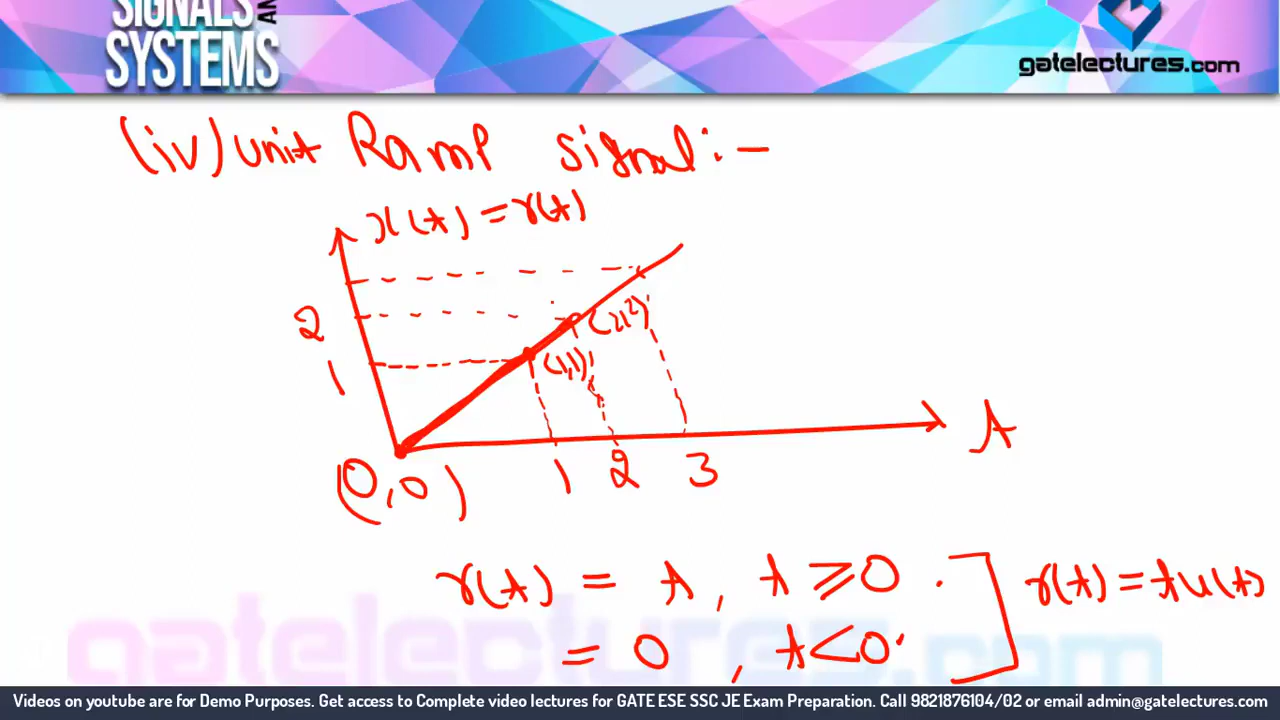 SIGNALS AND
SYSTEMS
gatelectures.com
(iv) unit Ramp signal:-
x(t) = r(t)
2
(2,2)
1
(1,1)
t
(0,0)
1 2 3
r(t) = t, t ≥ 0
= 0, t < 0
r(t) = t u(t)
gatelectures.com
Videos on youtube are for Demo Purposes. Get access to Complete video lectures for GATE ESE SSC JE Exam Preparation. Call 9821876104/02 or email admin@gatelectures.com